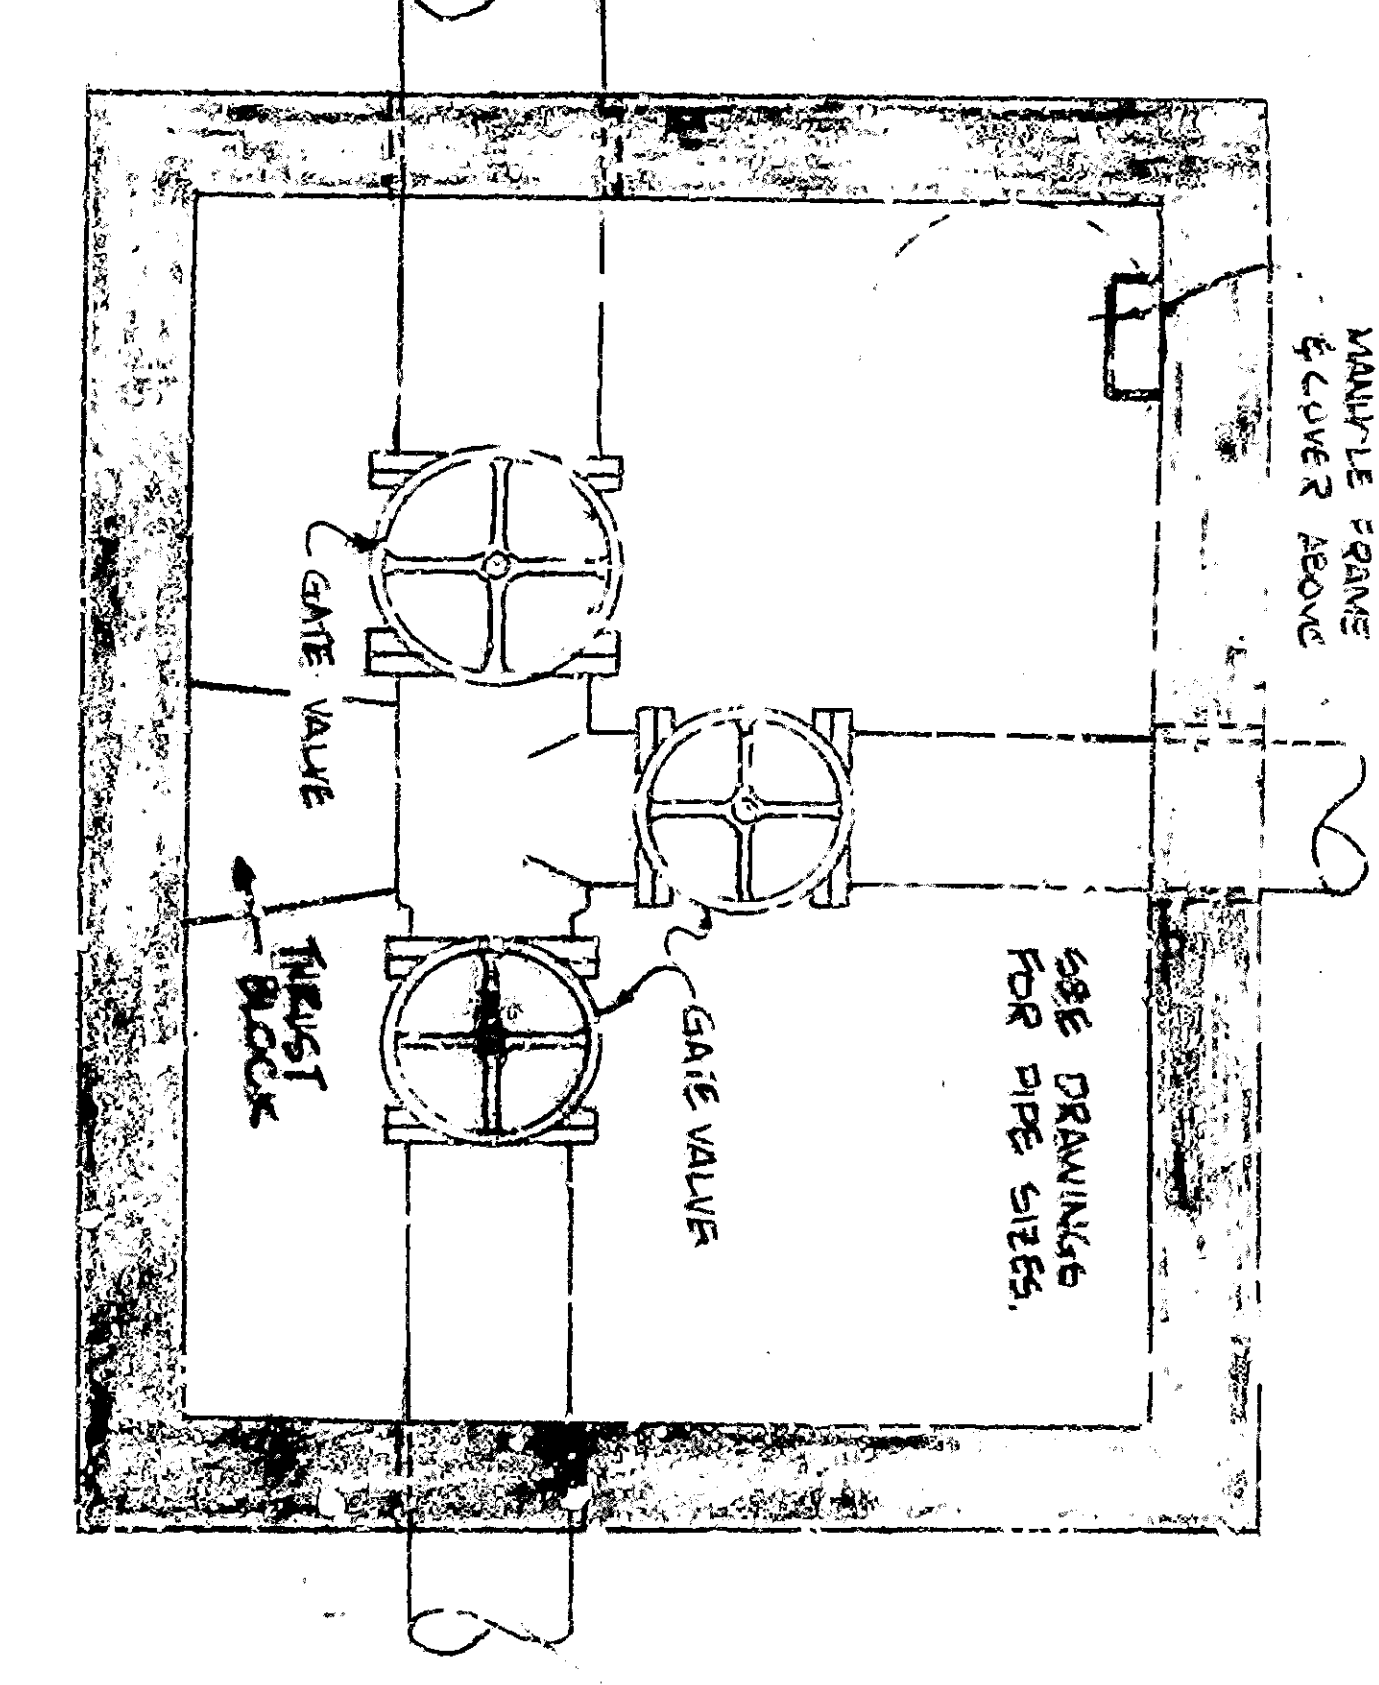 MANHOLE FRAME
& COVER ABOVE
SEE DRAWINGS
FOR PIPE SIZES.
GATE VALVE
GATE VALVE
THRUST
BLOCK